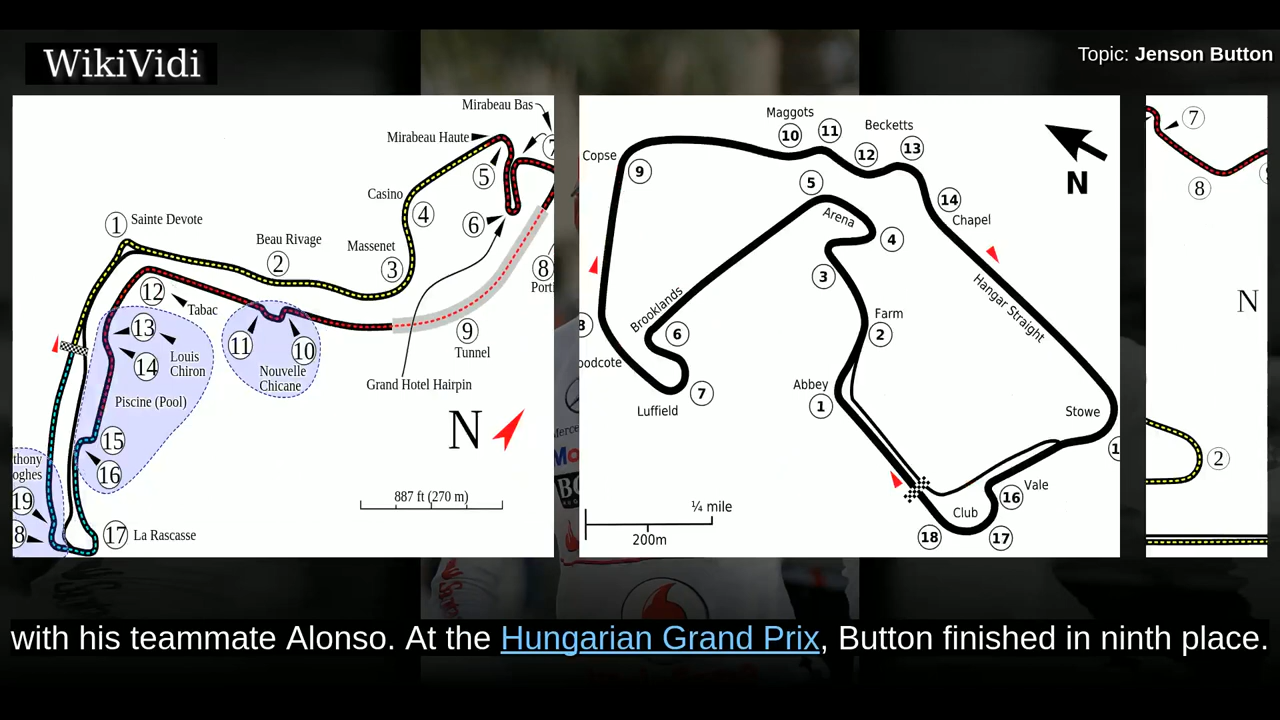 WikiVidi
Topic: Jenson Button
Mirabeau Bas
Mirabeau Haute
7
5
Casino
4
6
1
Sainte Devote
Beau Rivage
2
Massenet
3
8
12
Tabac
13
14
Louis
Chiron
11
10
Nouvelle
Chicane
9
Tunnel
Grand Hotel Hairpin
Piscine (Pool)
N
15
16
19
887 ft (270 m)
17
La Rascasse
Maggots
10
11
Becketts
12
13
Copse
9
5
14
Chapel
N
Arena
4
3
Hangar Straight
Brooklands
6
Farm
2
7
Luffield
Abbey
1
Stowe
¼ mile
200m
Vale
16
Club
18
17
7
8
N
2
with his teammate Alonso. At the Hungarian Grand Prix, Button finished in ninth place.